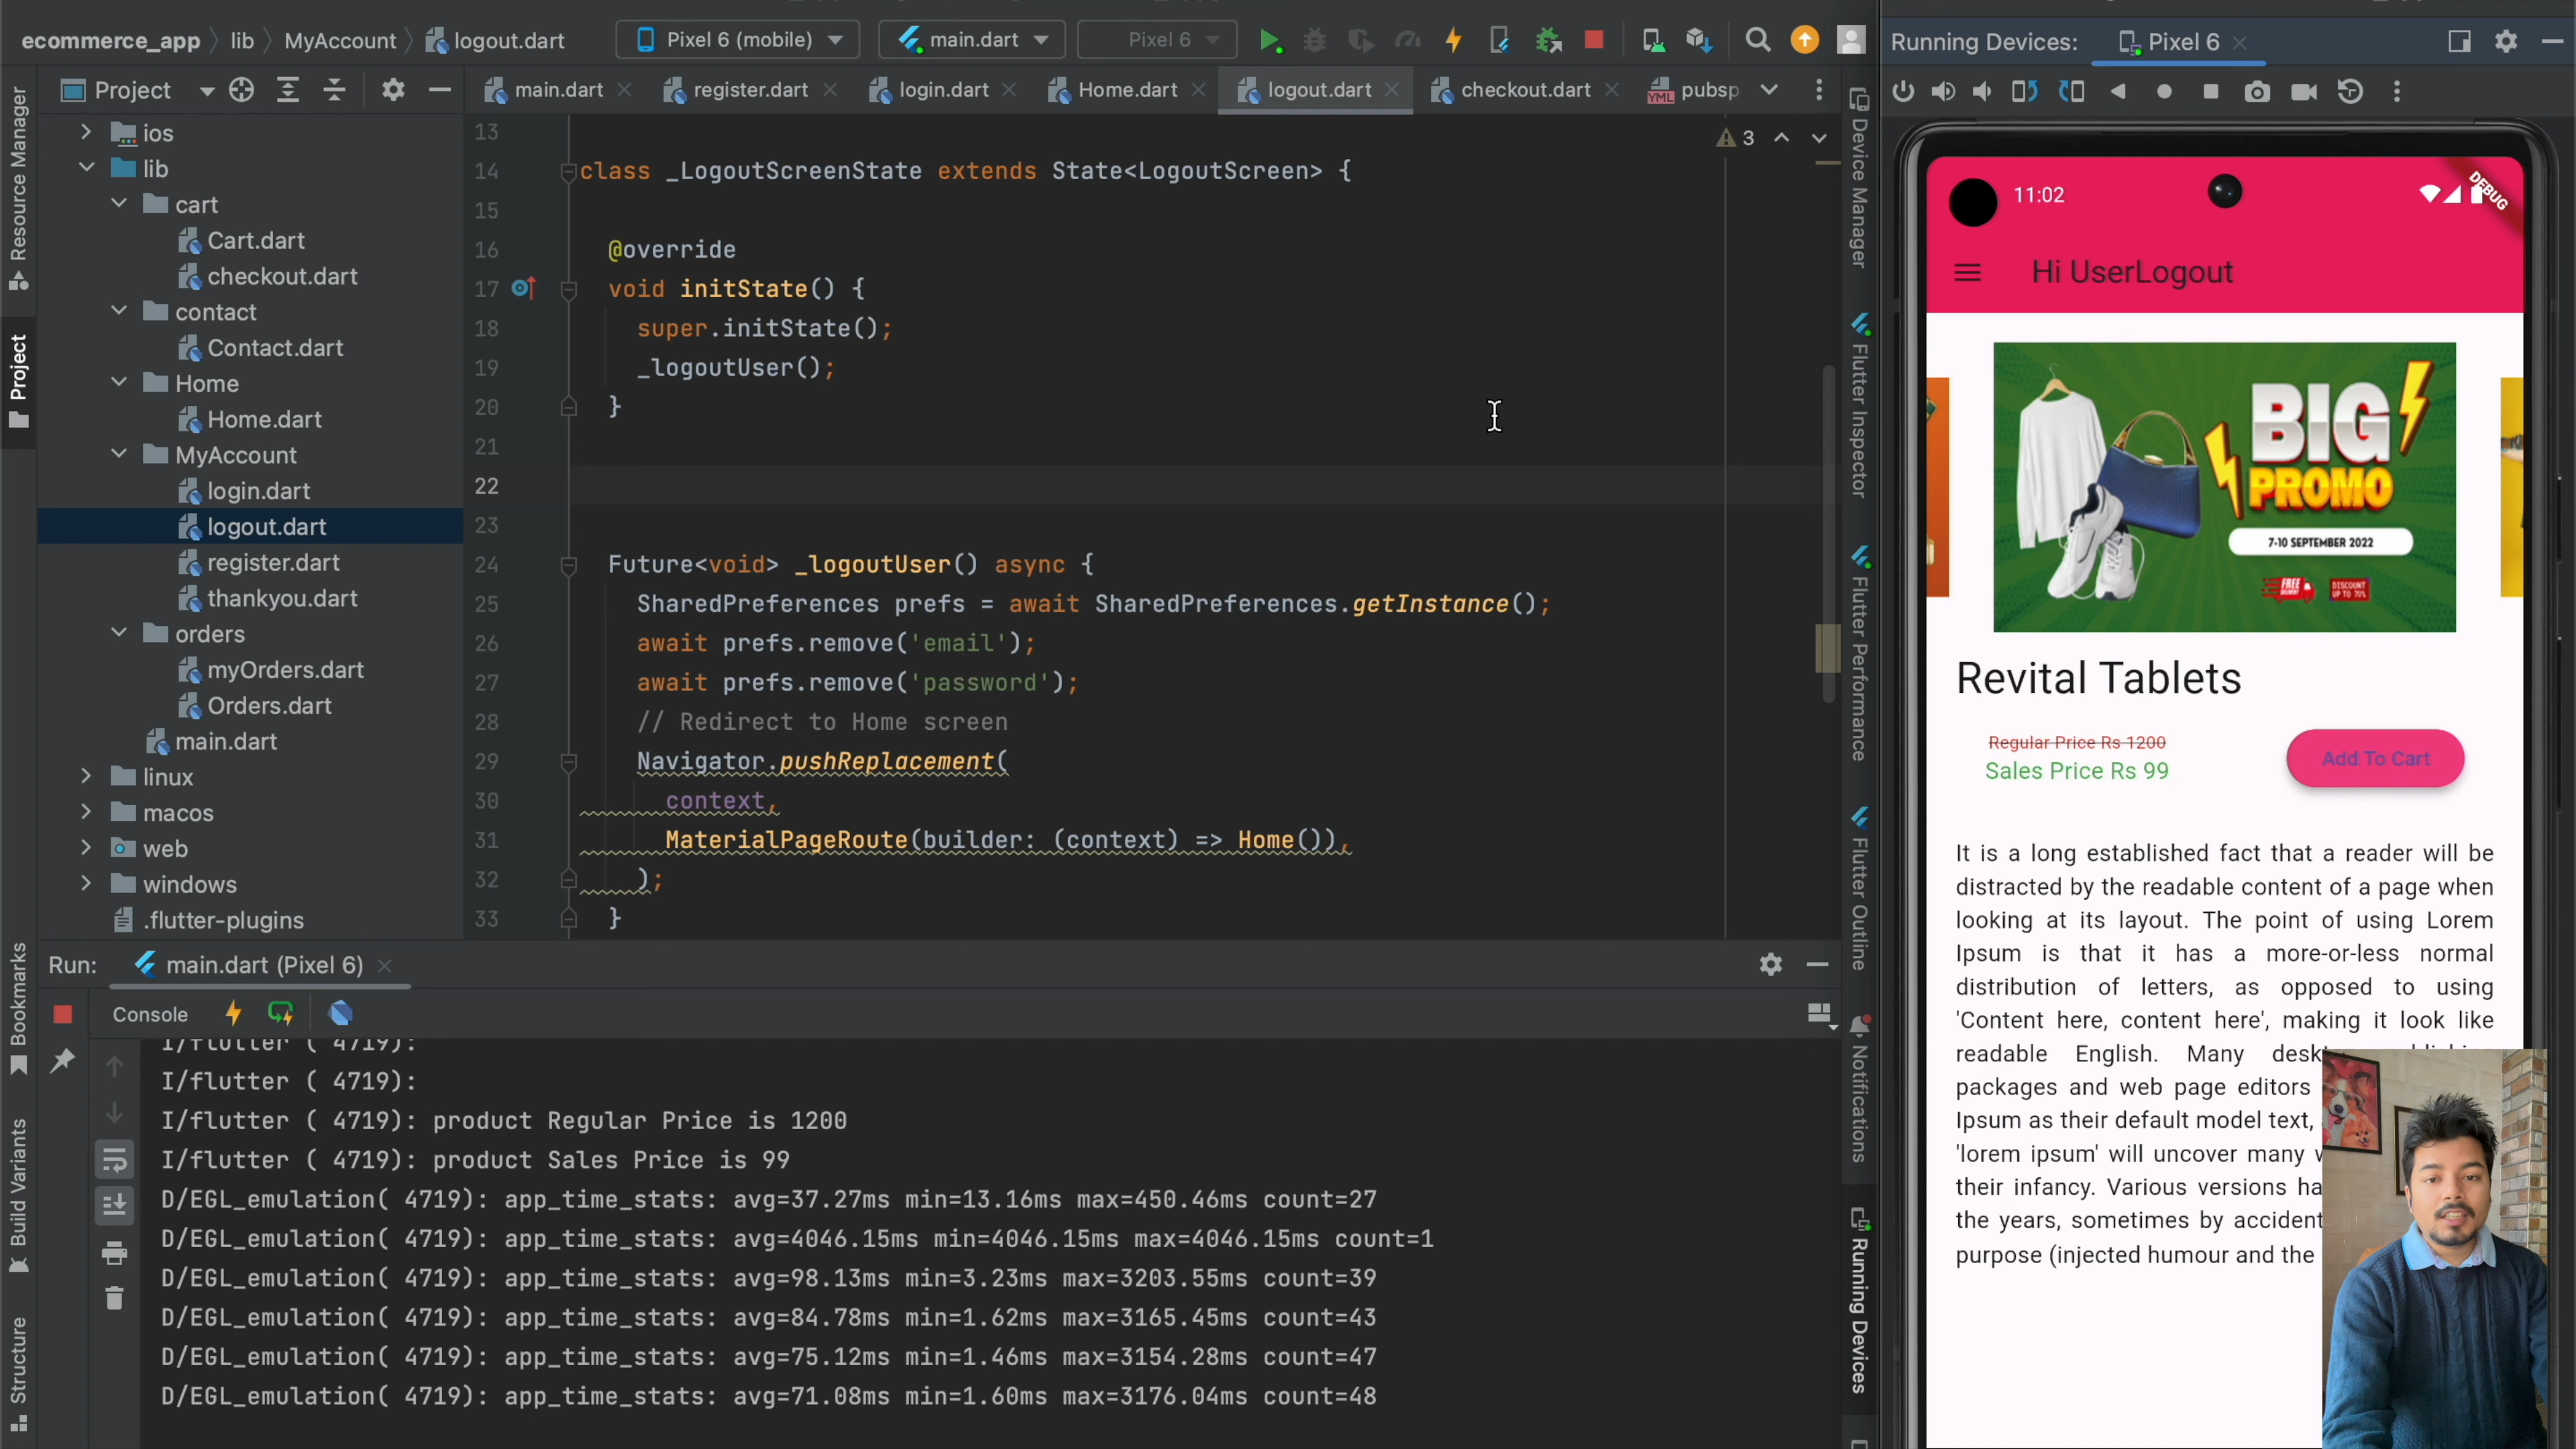 ecommerce_app
lib
MyAccount
logout.dart
Pixel 6 (mobile)
main.dart
Pixel 6
Running Devices:
Pixel 6
Project
main.dart
register.dart
login.dart
Home.dart
logout.dart
checkout.dart
pubsp
Resource Manager
Project
Bookmarks
Build Variants
Structure
ios
lib
cart
Cart.dart
checkout.dart
contact
Contact.dart
Home
Home.dart
MyAccount
login.dart
logout.dart
register.dart
thankyou.dart
orders
myOrders.dart
Orders.dart
main.dart
linux
macos
web
windows
.flutter-plugins
3
13
14 class _LogoutScreenState extends State<LogoutScreen> {
15
16 @override
17 void initState() {
18 super.initState();
19 _logoutUser();
20 }
21
22
23
24 Future<void> _logoutUser() async {
25 SharedPreferences prefs = await SharedPreferences.getInstance();
26 await prefs.remove('email');
27 await prefs.remove('password');
28 // Redirect to Home screen
29 Navigator.pushReplacement(
30 context,
31 MaterialPageRoute(builder: (context) => Home()),
32 );
33 }
Device Manager
Flutter Inspector
Flutter Performance
Flutter Outline
Notifications
Running Devices
Run:
main.dart (Pixel 6)
Console
I/flutter ( 4719):
I/flutter ( 4719):
I/flutter ( 4719): product Regular Price is 1200
I/flutter ( 4719): product Sales Price is 99
D/EGL_emulation( 4719): app_time_stats: avg=37.27ms min=13.16ms max=450.46ms count=27
D/EGL_emulation( 4719): app_time_stats: avg=4046.15ms min=4046.15ms max=4046.15ms count=1
D/EGL_emulation( 4719): app_time_stats: avg=98.13ms min=3.23ms max=3203.55ms count=39
D/EGL_emulation( 4719): app_time_stats: avg=84.78ms min=1.62ms max=3165.45ms count=43
D/EGL_emulation( 4719): app_time_stats: avg=75.12ms min=1.46ms max=3154.28ms count=47
D/EGL_emulation( 4719): app_time_stats: avg=71.08ms min=1.60ms max=3176.04ms count=48
11:02
DEBUG
Hi UserLogout
BIG
PROMO
7-10 SEPTEMBER 2022
FREE
DISCOUNT
UP TO 70%
Revital Tablets
Regular Price Rs 1200
Sales Price Rs 99
Add To Cart
It is a long established fact that a reader will be
distracted by the readable content of a page when
looking at its layout. The point of using Lorem
Ipsum is that it has a more-or-less normal
distribution of letters, as opposed to using
'Content here, content here', making it look like
readable English. Many
packages and web page editors
Ipsum as their default model text,
'lorem ipsum' will uncover many
their infancy. Various versions ha
the years, sometimes by accident
purpose (injected humour and the
YML